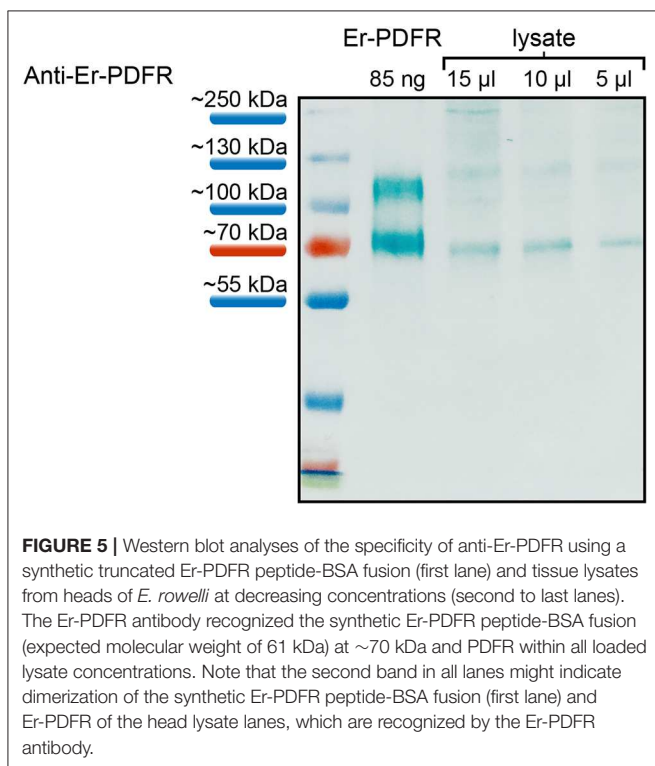 Er-PDFR lysate
Anti-Er-PDFR 85 ng 15 µl 10 µl 5 µl
~250 kDa
~130 kDa
~100 kDa
~70 kDa
~55 kDa
FIGURE 5 | Western blot analyses of the specificity of anti-Er-PDFR using a
synthetic truncated Er-PDFR peptide-BSA fusion (first lane) and tissue lysates
from heads of E. rowelli at decreasing concentrations (second to last lanes).
The Er-PDFR antibody recognized the synthetic Er-PDFR peptide-BSA fusion
(expected molecular weight of 61 kDa) at ∼70 kDa and PDFR within all loaded
lysate concentrations. Note that the second band in all lanes might indicate
dimerization of the synthetic Er-PDFR peptide-BSA fusion (first lane) and
Er-PDFR of the head lysate lanes, which are recognized by the Er-PDFR
antibody.